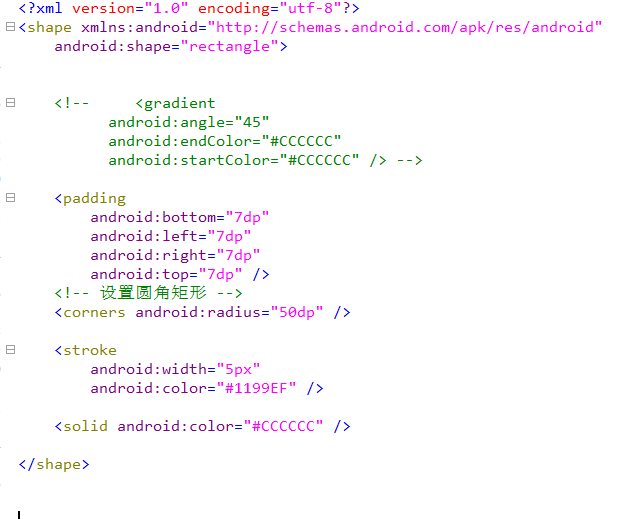 <?xml version="1.0" encoding="utf-8"?>
<shape xmlns:android="http://schemas.android.com/apk/res/android"
    android:shape="rectangle">
    <!--     <gradient
          android:angle="45"
          android:endColor="#CCCCCC"
          android:startColor="#CCCCCC" /> -->
    <padding
        android:bottom="7dp"
        android:left="7dp"
        android:right="7dp"
        android:top="7dp" />
    <!-- 设置圆角矩形 -->
    <corners android:radius="50dp" />
    <stroke
        android:width="5px"
        android:color="#1199EF" />
    <solid android:color="#CCCCCC" />
</shape>